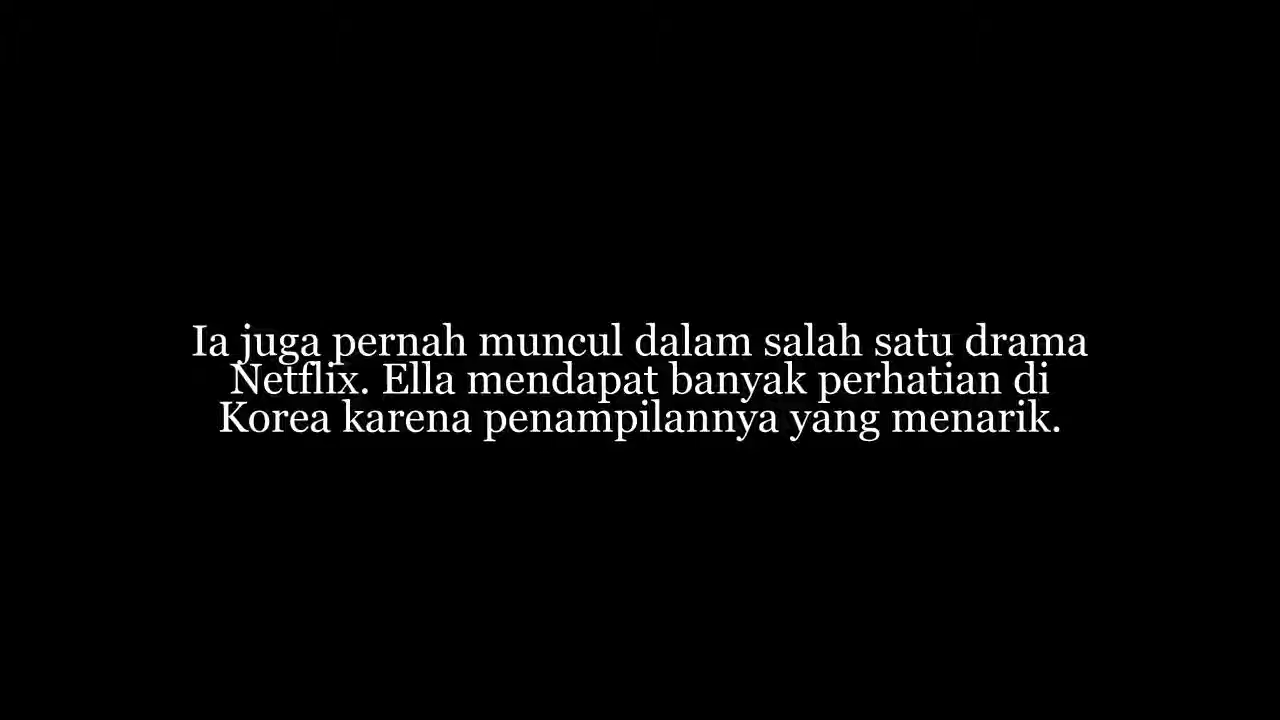 Ia juga pernah muncul dalam salah satu drama
Netflix. Ella mendapat banyak perhatian di
Korea karena penampilannya yang menarik.